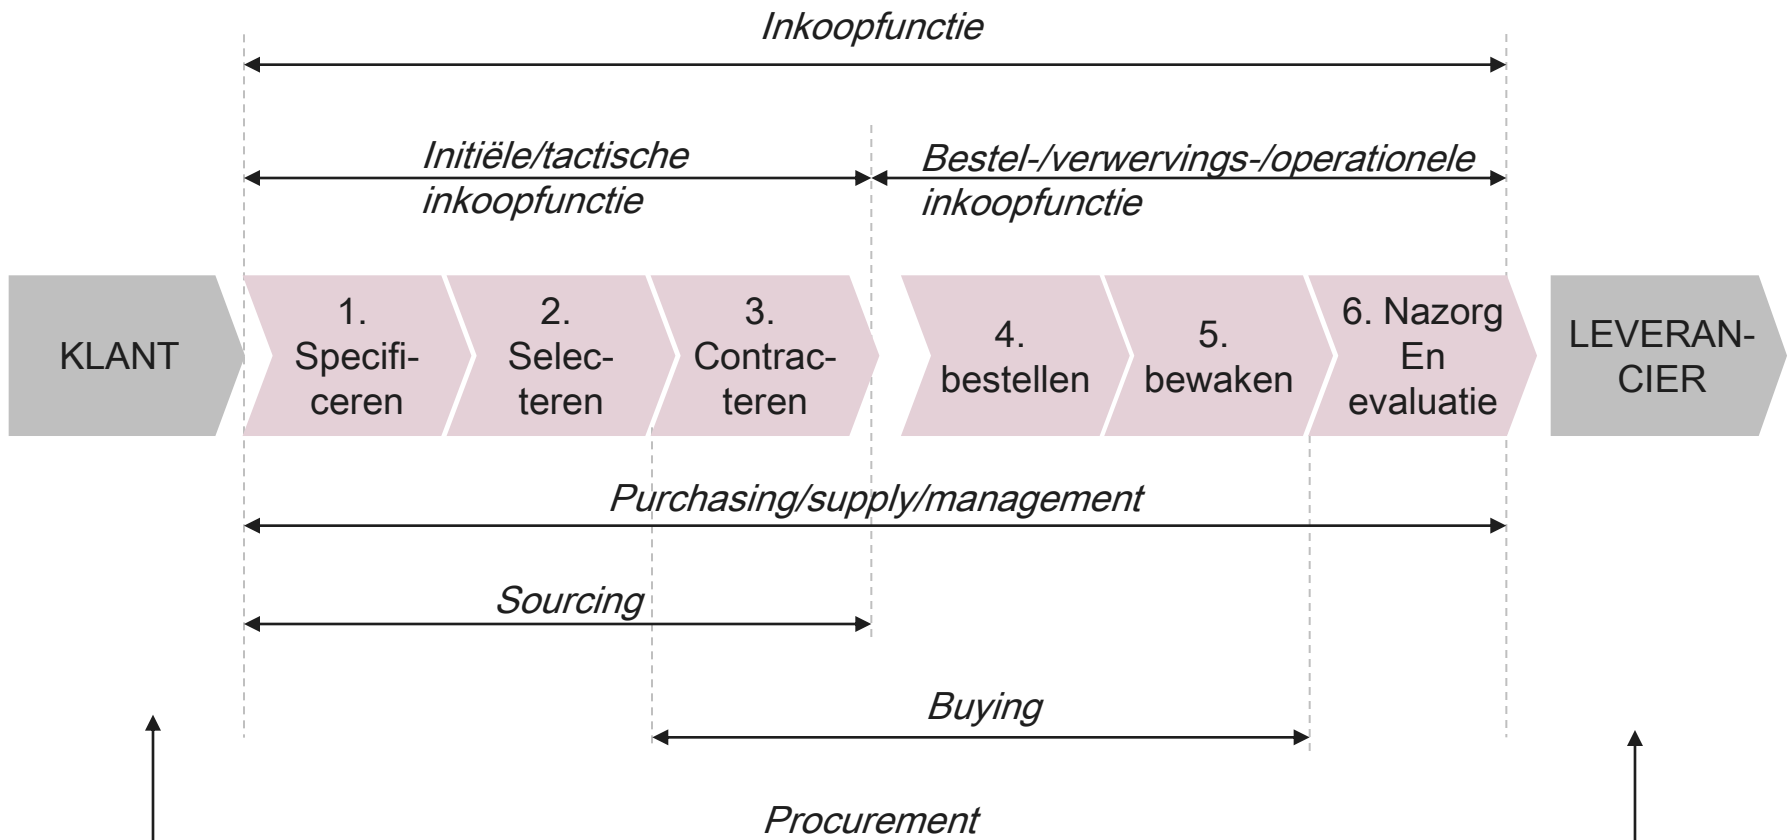 Inkoopfunctie
Initiële/tactische
inkoopfunctie
Bestel-/verwervings-/operationele
inkoopfunctie
KLANT
1.
Specifi-
ceren
2.
Selec-
teren
3.
Contrac-
teren
4.
bestellen
5.
bewaken
6. Nazorg
En
evaluatie
LEVERAN-
CIER
Purchasing/supply/management
Sourcing
Buying
Procurement